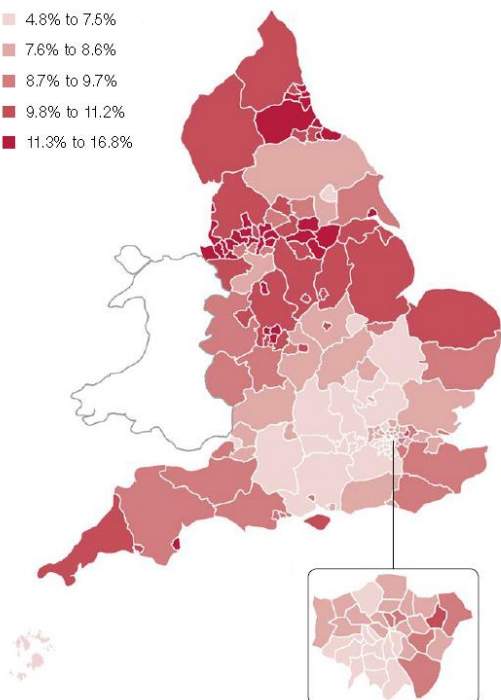 4.8% to 7.5%
7.6% to 8.6%
8.7% to 9.7%
9.8% to 11.2%
11.3% to 16.8%